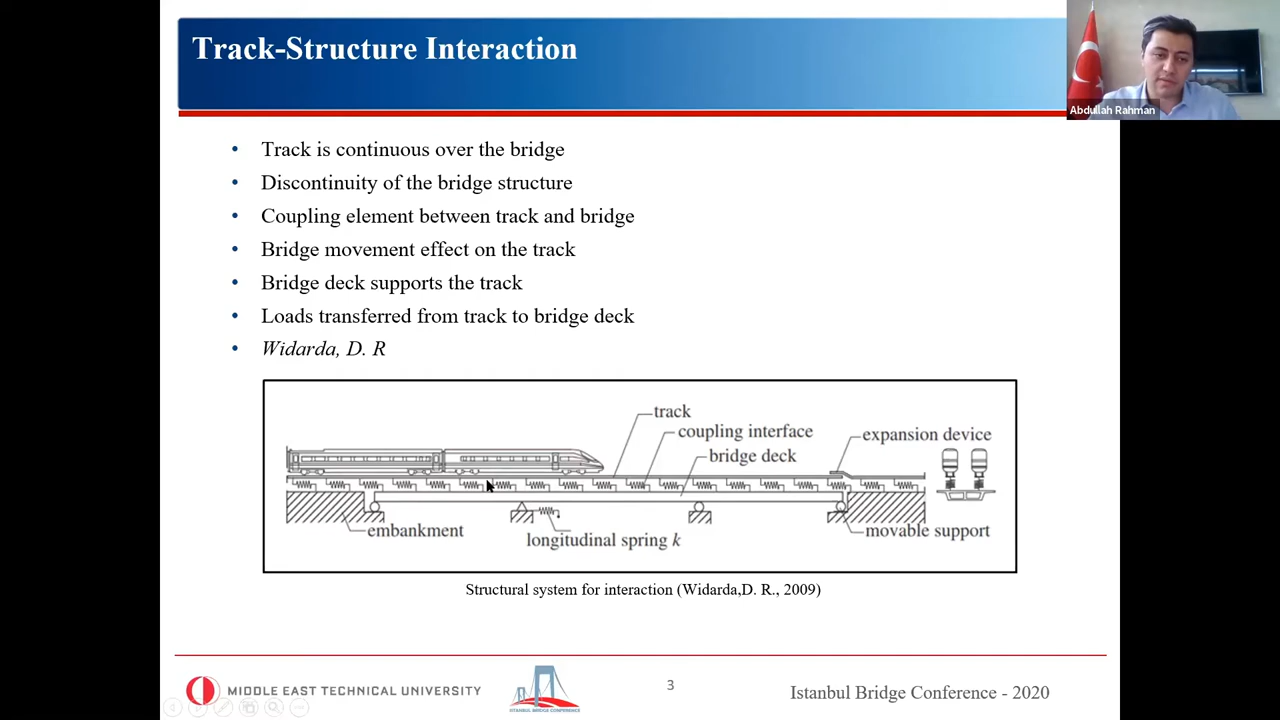 Track-Structure Interaction
Abdullah Rahman
• Track is continuous over the bridge
• Discontinuity of the bridge structure
• Coupling element between track and bridge
• Bridge movement effect on the track
• Bridge deck supports the track
• Loads transferred from track to bridge deck
• Widarda, D. R
track
coupling interface
expansion device
bridge deck
embankment
longitudinal spring k
movable support
Structural system for interaction (Widarda,D. R., 2009)
MIDDLE EAST TECHNICAL UNIVERSITY
ISTANBUL BRIDGE CONFERENCE
3
Istanbul Bridge Conference - 2020